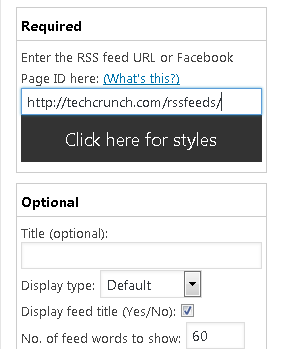 Required
Enter the RSS feed URL or Facebook
Page ID here: (What's this?)
http://techcrunch.com/rssfeeds/
Click here for styles
Optional
Title (optional):
Display type: Default
Display feed title (Yes/No):
No. of feed words to show: 60